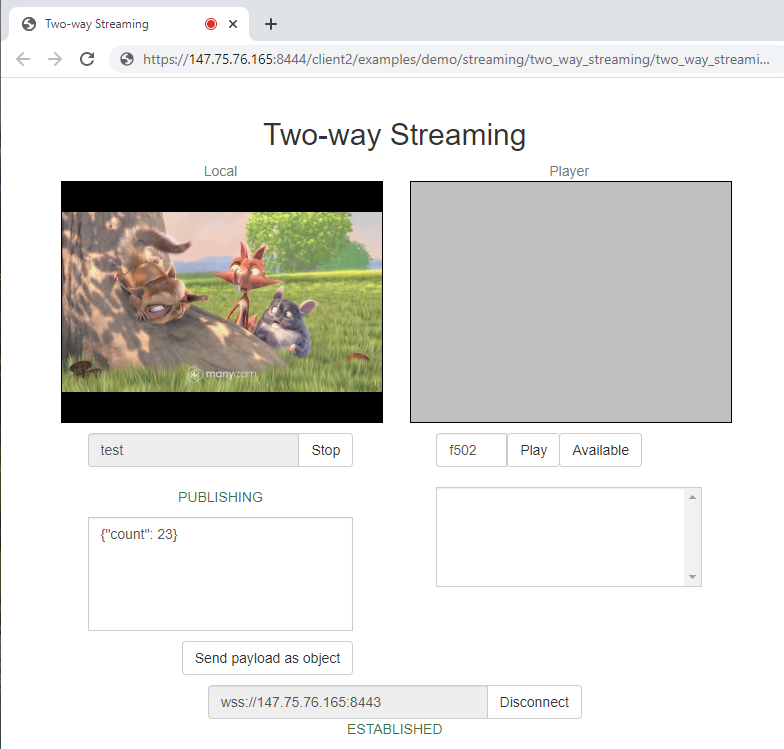 Two-way Streaming
https://147.75.76.165:8444/client2/examples/demo/streaming/two_way_streaming/two_way_streami...
Two-way Streaming
Local
Player
manycam
test
Stop
f502
Play
Available
PUBLISHING
{"count": 23}
Send payload as object
wss://147.75.76.165:8443
Disconnect
ESTABLISHED